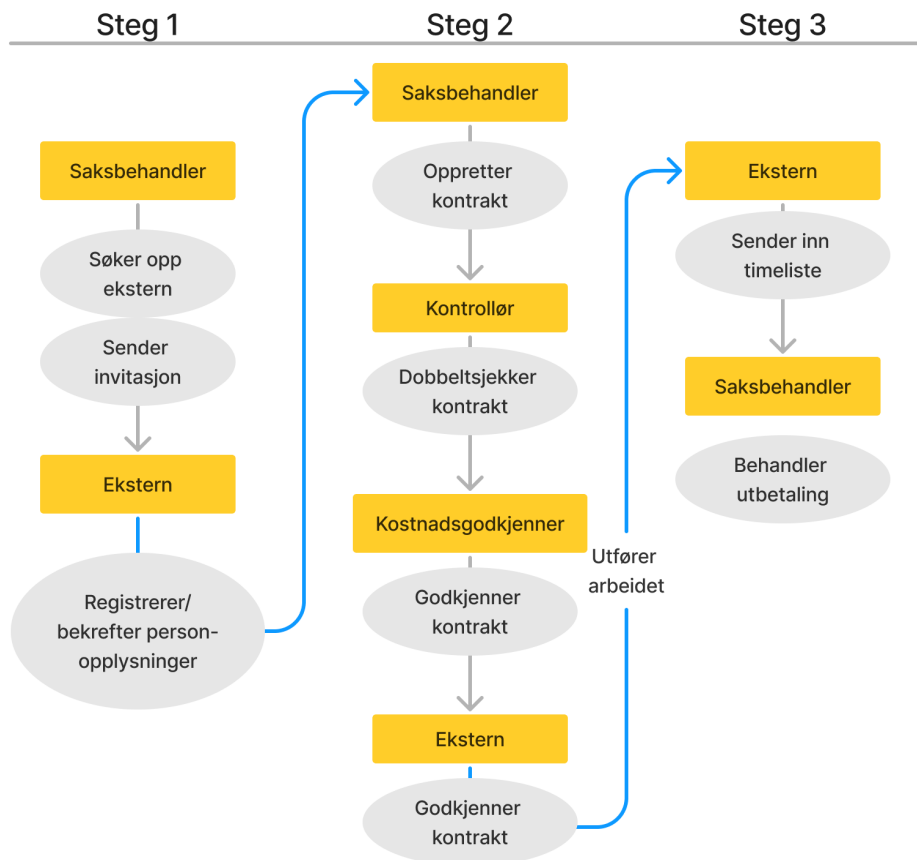 Steg 1
Steg 2
Steg 3
Saksbehandler
Søker opp
ekstern
Sender
invitasjon
Ekstern
Registrerer/
bekrefter person-
opplysninger
Saksbehandler
Oppretter
kontrakt
Kontrollør
Dobbeltsjekker
kontrakt
Kostnadsgodkjenner
Godkjenner
kontrakt
Ekstern
Godkjenner
kontrakt
Utfører
arbeidet
Ekstern
Sender inn
timeliste
Saksbehandler
Behandler
utbetaling